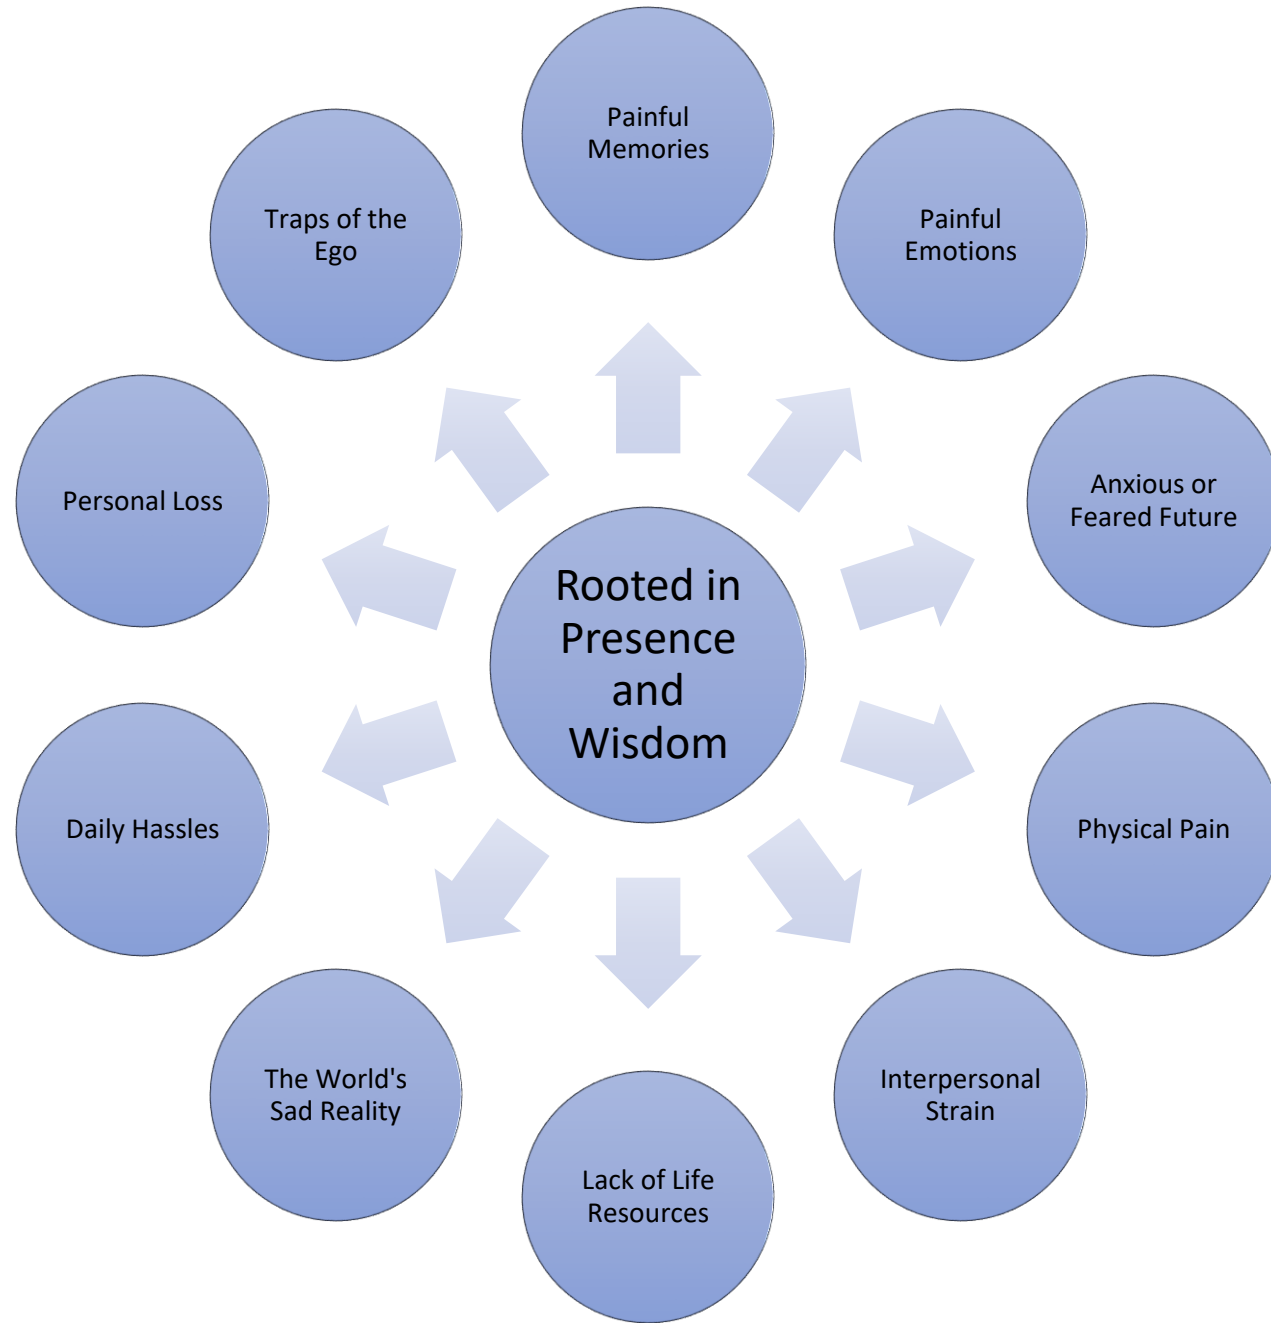 Painful
Memories
Painful
Emotions
Anxious or
Feared Future
Physical Pain
Interpersonal
Strain
Lack of Life
Resources
The World's
Sad Reality
Daily Hassles
Personal Loss
Traps of the
Ego
Rooted in
Presence
and
Wisdom